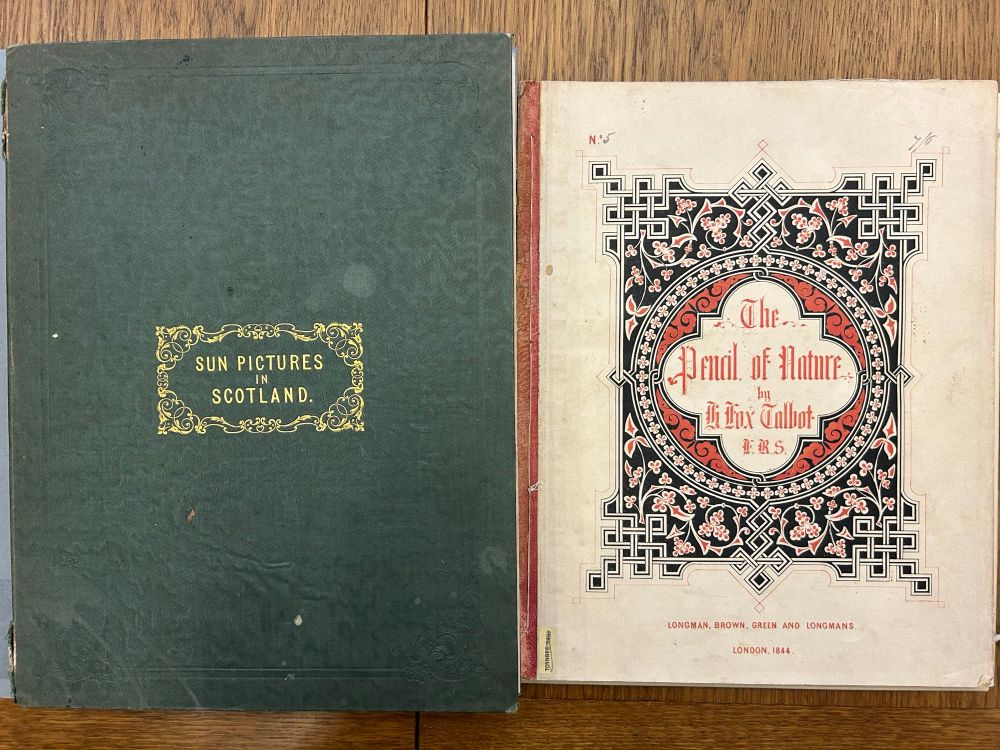 SUN PICTURES
IN
SCOTLAND.
N.º 5
7/6
The
Pencil of Nature
by
H Fox Talbot
F.R.S.
LONGMAN, BROWN, GREEN AND LONGMANS
LONDON, 1844.